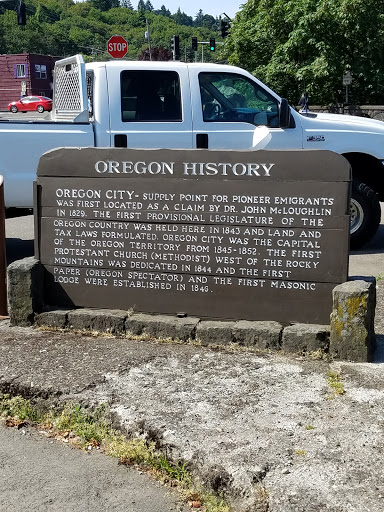 STOP
OREGON HISTORY
OREGON CITY - SUPPLY POINT FOR PIONEER EMIGRANTS
WAS FIRST LOCATED AS A CLAIM BY DR. JOHN McLOUGHLIN
IN 1829. THE FIRST PROVISIONAL LEGISLATURE OF THE
OREGON COUNTRY WAS HELD HERE IN 1843 AND LAND AND
TAX LAWS FORMULATED. OREGON CITY WAS THE CAPITAL
OF THE OREGON TERRITORY FROM 1845-1852. THE FIRST
PROTESTANT CHURCH (METHODIST) WEST OF THE ROCKY
MOUNTAINS WAS DEDICATED IN 1844 AND THE FIRST
PAPER (OREGON SPECTATOR) AND THE FIRST MASONIC
LODGE WERE ESTABLISHED IN 1846.